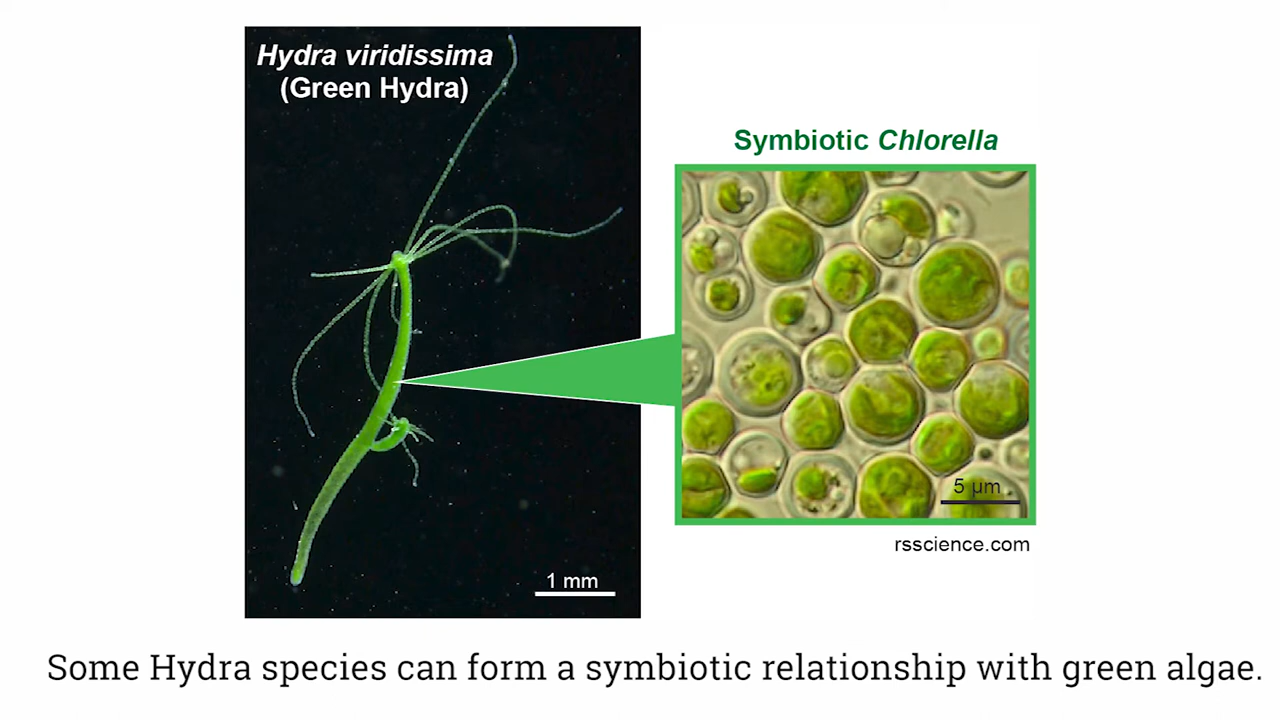 Hydra viridissima
(Green Hydra)
Symbiotic Chlorella
5 µm
rsscience.com
1 mm
Some Hydra species can form a symbiotic relationship with green algae.